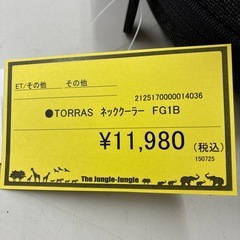 ET/その他 その他
2125170000014036
●TORRAS ネッククーラー FG1B
¥11,980(税込)
150725
The Jungle-Jungle